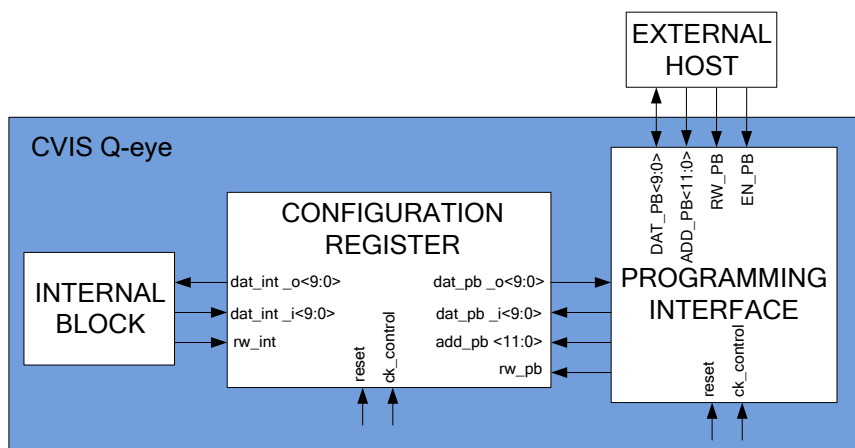 EXTERNAL
HOST
CVIS Q-eye
DAT_PB<9:0>
ADD_PB<11:0>
RW_PB
EN_PB
CONFIGURATION
REGISTER
PROGRAMMING
INTERFACE
INTERNAL
BLOCK
dat_int _o<9:0>
dat_int _i<9:0>
rw_int
dat_pb _o<9:0>
dat_pb _i<9:0>
add_pb <11:0>
rw_pb
reset
ck_control
reset
ck_control